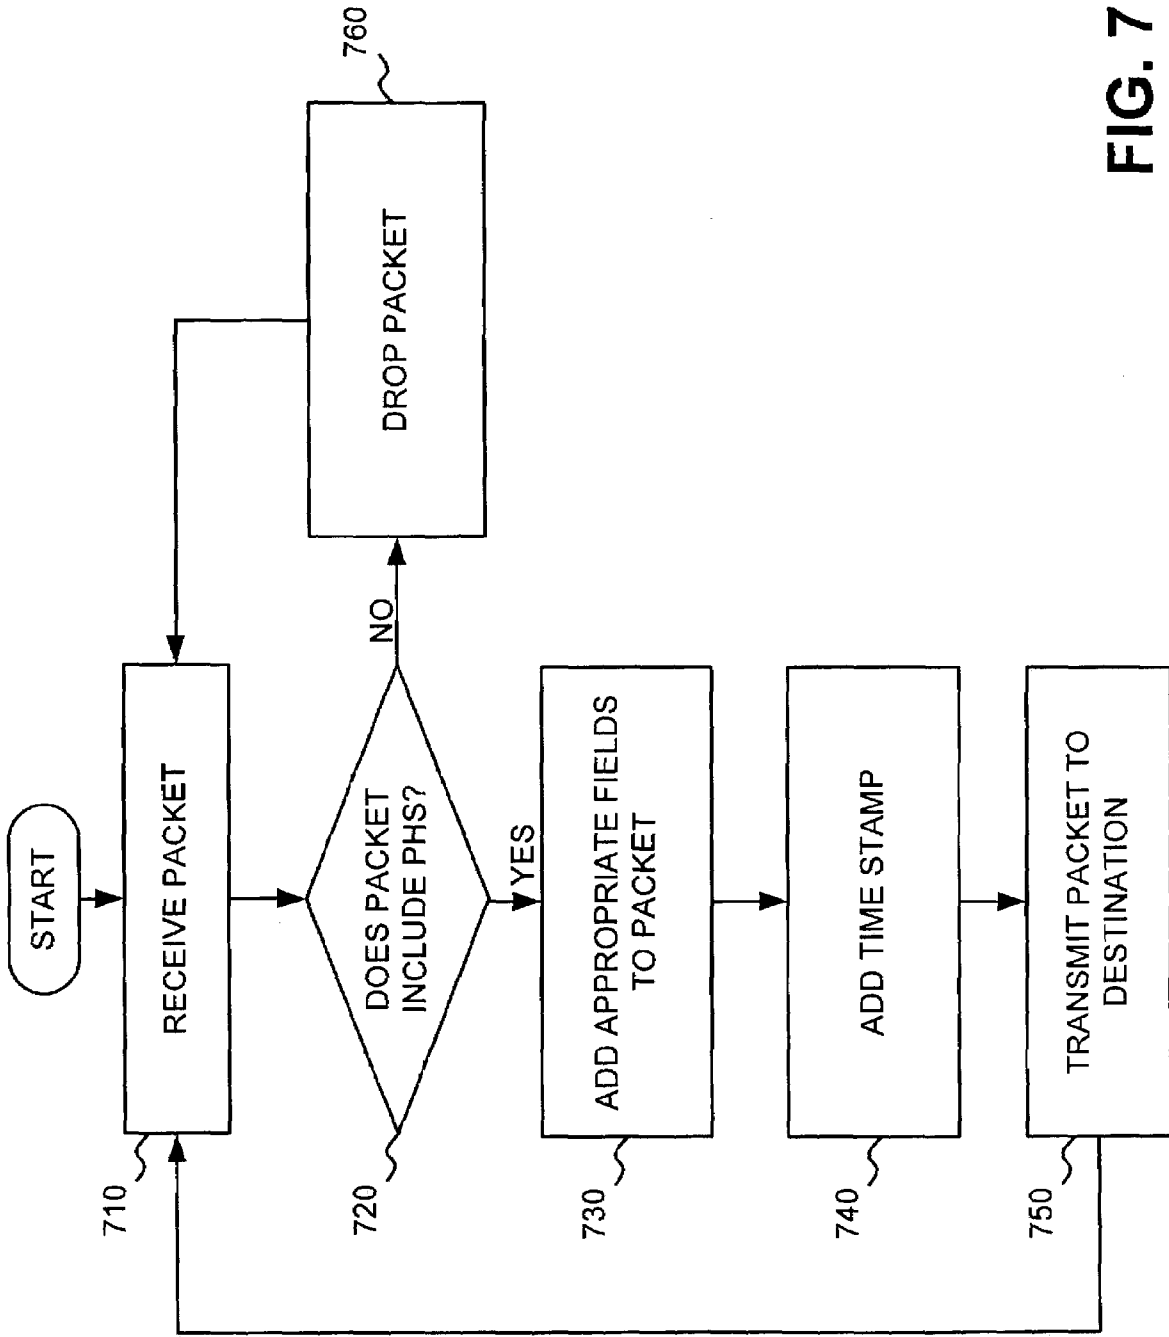 START
RECEIVE PACKET
710
DOES PACKET
INCLUDE PHS?
720
NO
DROP PACKET
760
YES
ADD APPROPRIATE FIELDS
TO PACKET
730
ADD TIME STAMP
740
TRANSMIT PACKET TO
DESTINATION
750
FIG. 7